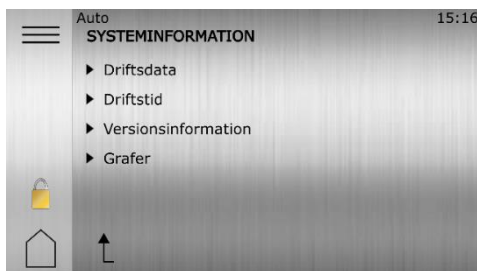 Auto 15:16
SYSTEMINFORMATION
Driftsdata
Driftstid
Versionsinformation
Grafer